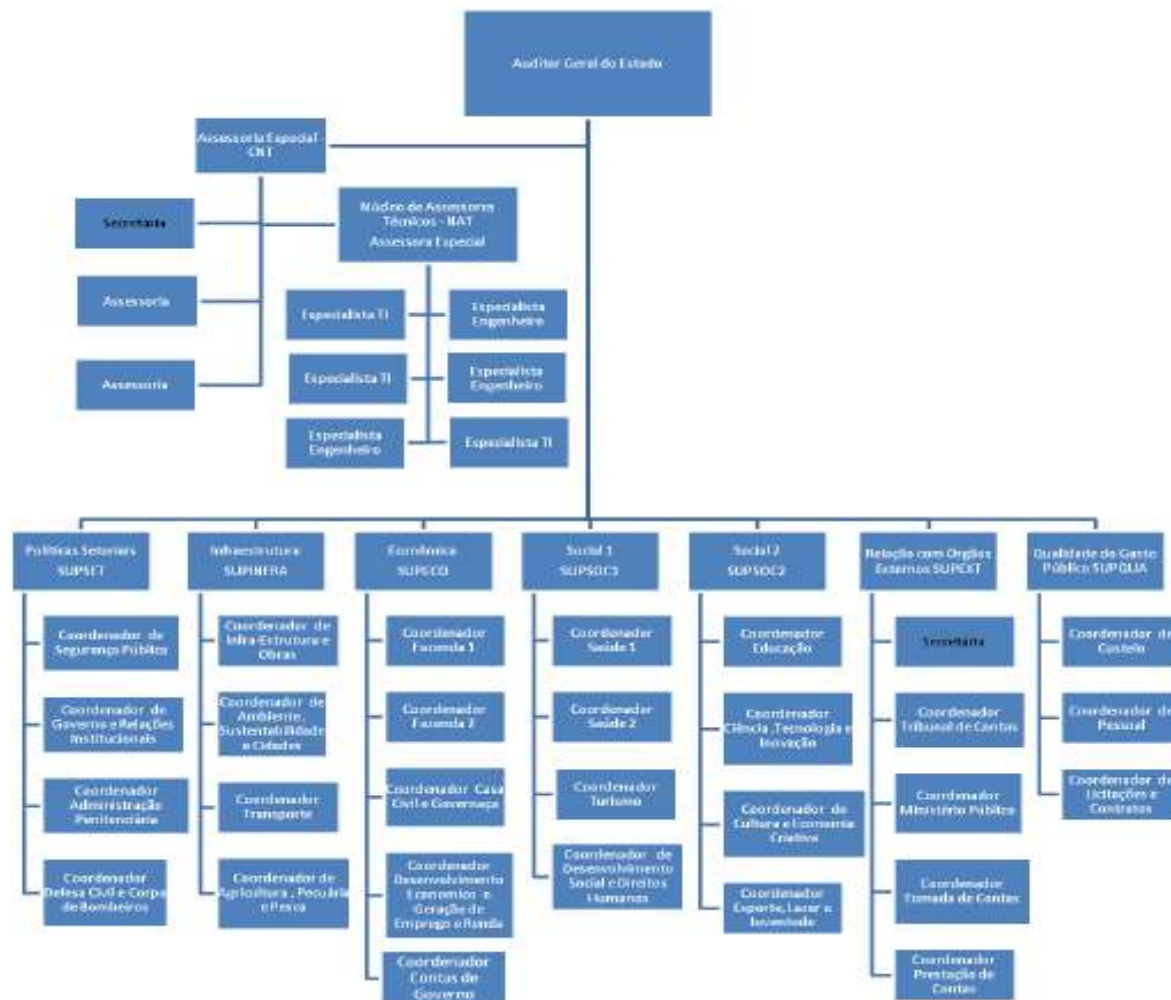 Auditor Geral do Estado
Assessoria Especial -
CNT
Secretária
Núcleo de Assessores
Técnicos - NAT
Assessora Especial
Assessoria
Assessoria
Especialista TI
Especialista
Engenheiro
Especialista TI
Especialista
Engenheiro
Especialista
Engenheiro
Especialista TI
Políticas Setoriais
SUPSET
Coordenador de
Segurança Público
Coordenador de
Governo e Relações
Institucionais
Coordenador
Administração
Penitenciária
Coordenador
Defesa Civil e Corpo
de Bombeiros
Infraestrutura
SUPINFRA
Coordenador de
Infra-Estrutura e
Obras
Coordenador de
Ambiente,
Sustentabilidade
e Cidades
Coordenador
Transporte
Coordenador de
Agricultura , Pecuária
e Pesca
Econômica
SUPECO
Coordenador
Fazenda 1
Coordenador
Fazenda 2
Coordenador Casa
Civil e Governaça
Coordenador
Desenvolvimento
Economico e
Geração de
Emprego e Renda
Coordenador
Contas de
Governo
Social 1
SUPSOC1
Coordenador
Saúde 1
Coordenador
Saúde 2
Coordenador
Turismo
Coordenador de
Desenvolvimento
Social e Direitos
Humanos
Social 2
SUPSOC2
Coordenador
Educação
Coordenador
Ciência ,Tecnologia e
Inovação
Coordenador de
Cultura e Economia
Criativa
Coordenador
Esporte, Lazer e
Juventude
Relação com Orgãos
Externos SUPEXT
Secretária
Coordenador
Tribunal de Contas
Coordenador
Ministério Público
Coordenador
Tomada de Contas
Coordenador
Prestação de
Contas
Qualidade do Gasto
Público SUPQUA
Coordenador de
Custeio
Coordenador de
Pessoal
Coordenador de
Licitações e
Contratos